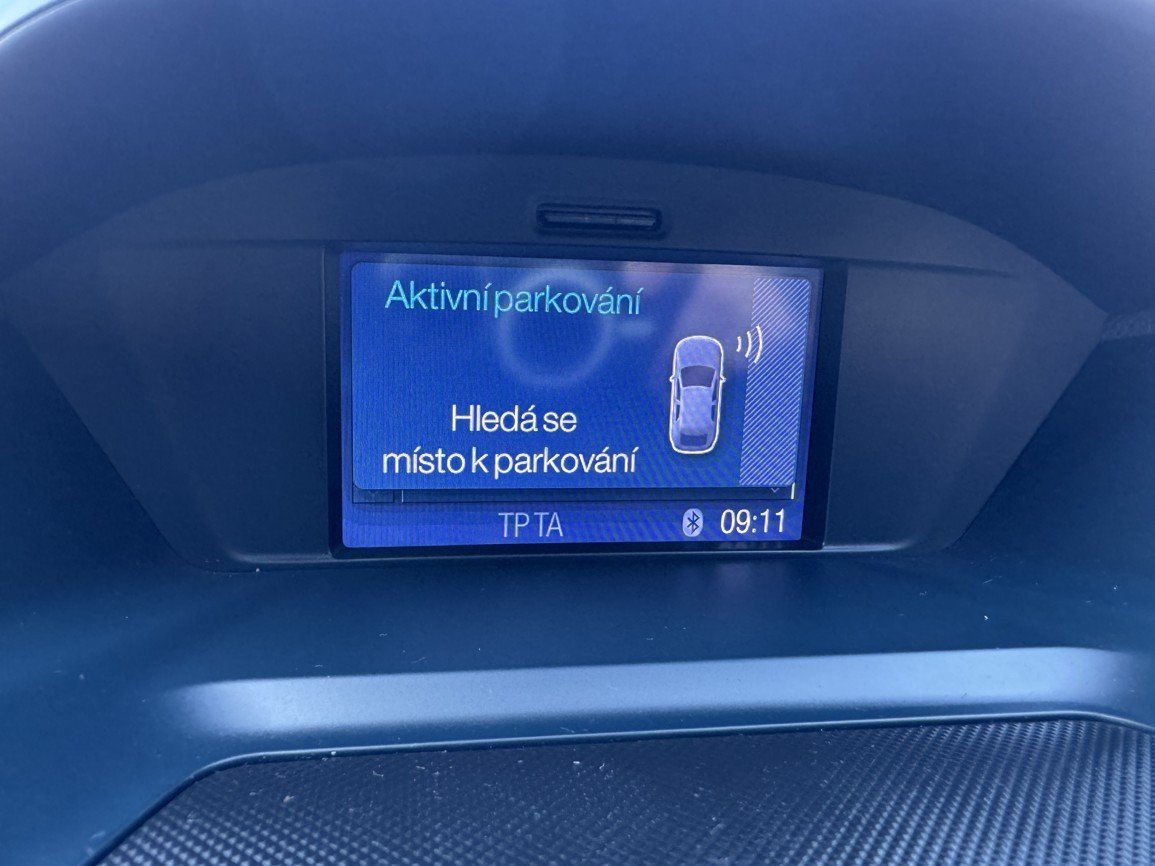 Aktivní parkování
Hledá se
místo k parkování
TP TA
09:11